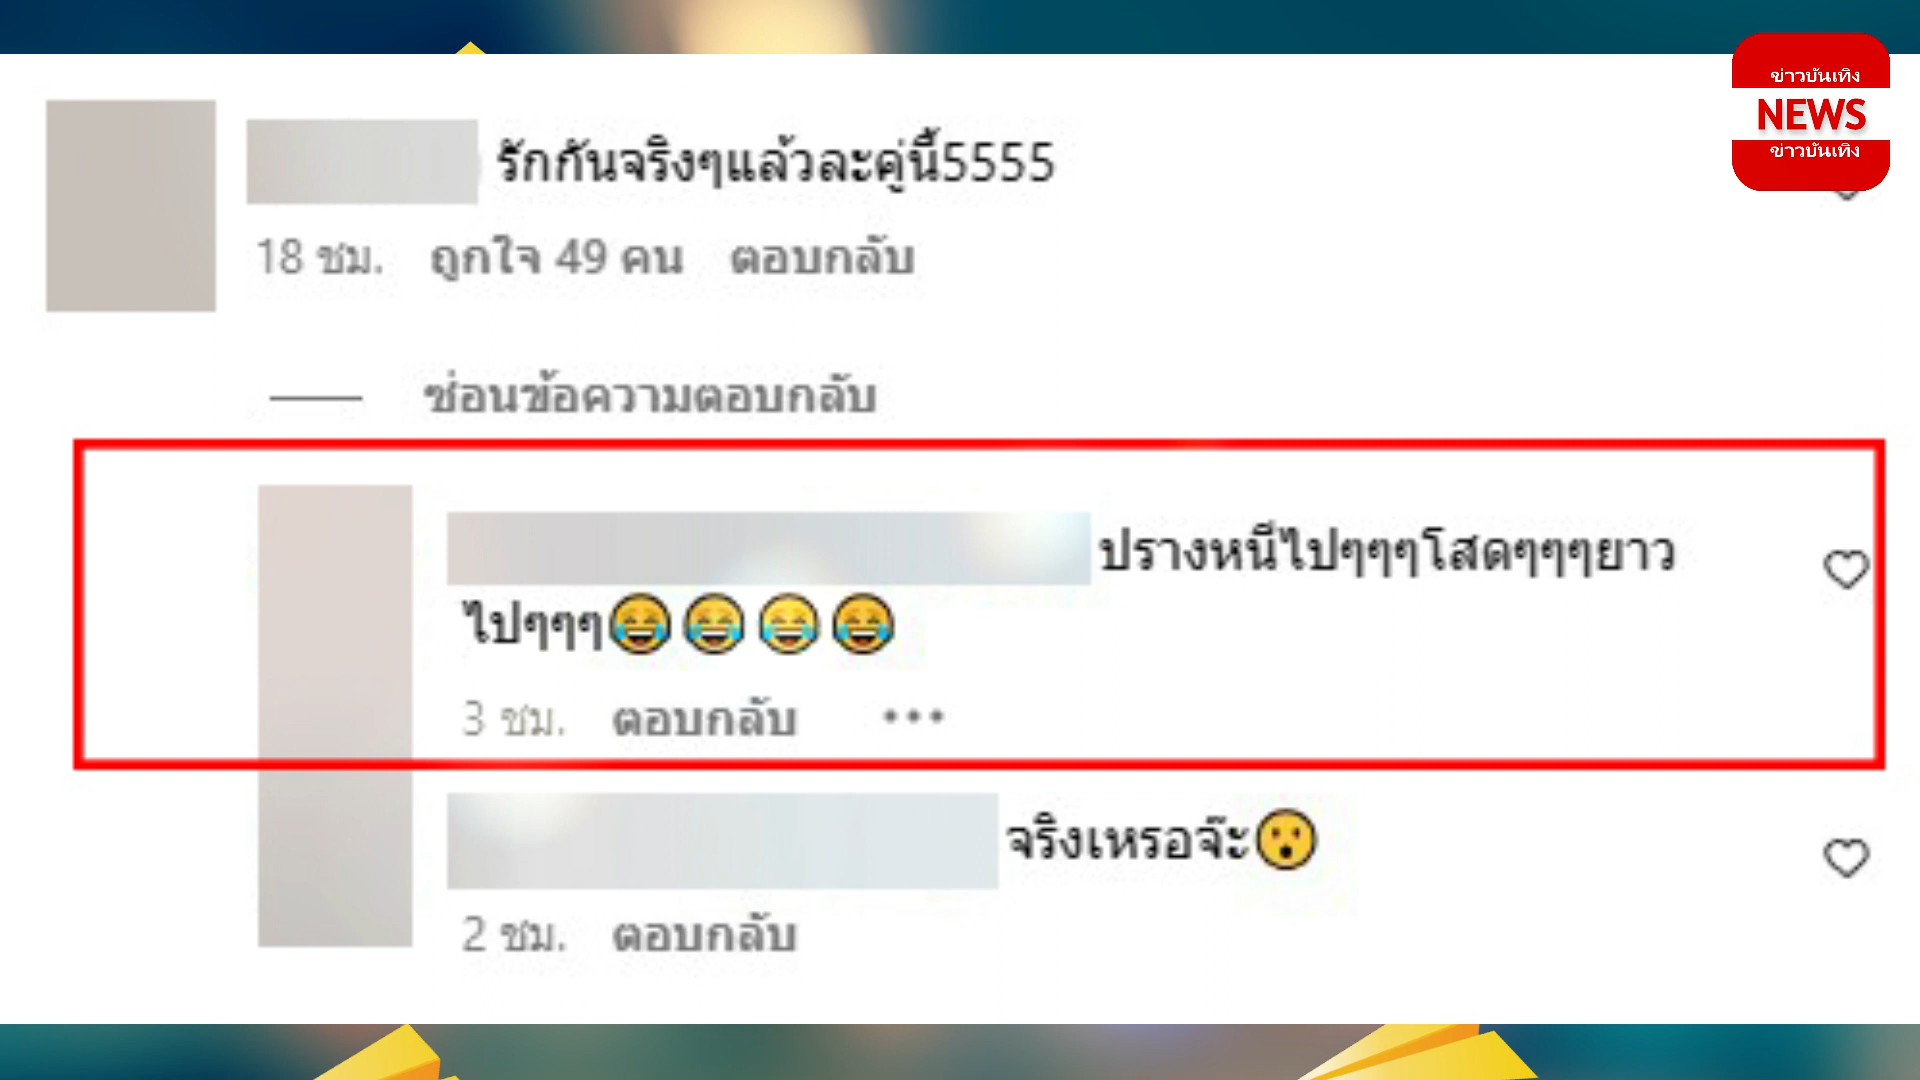 ข่าวบันเทิง
NEWS
ข่าวบันเทิง
รักกันจริงๆแล้วละคู่นี้5555
18 ชม. ถูกใจ 49 คน ตอบกลับ
ซ่อนข้อความตอบกลับ
ปรางหนีไปๆๆๆโสดๆๆๆยาว
ไปๆๆๆ😂😂😂😂
3 ชม. ตอบกลับ •••
จริงเหรอจ๊ะ😮
2 ชม. ตอบกลับ